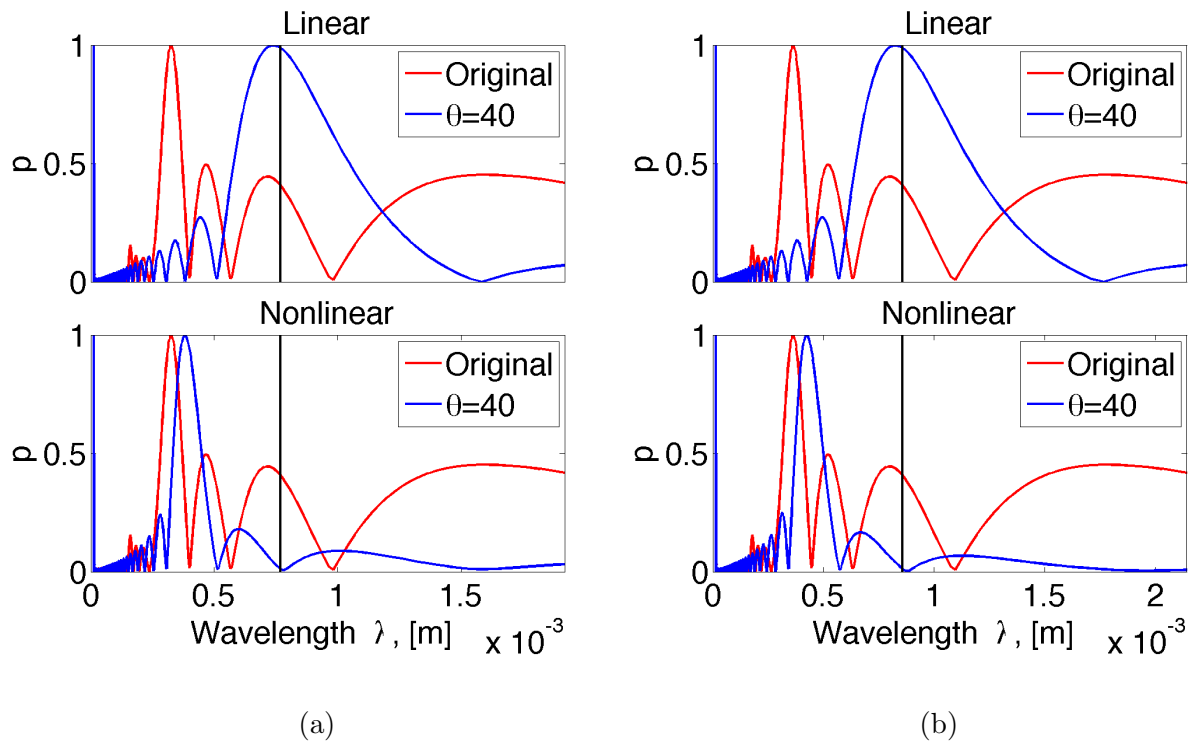 Linear
1
0.5
0
p
Original
θ=40
Nonlinear
1
0.5
0
p
Original
θ=40
0 0.5 1 1.5
Wavelength λ, [m] x 10⁻³
(a)
Linear
1
0.5
0
p
Original
θ=40
Nonlinear
1
0.5
0
p
Original
θ=40
0 0.5 1 1.5 2
Wavelength λ, [m] x 10⁻³
(b)